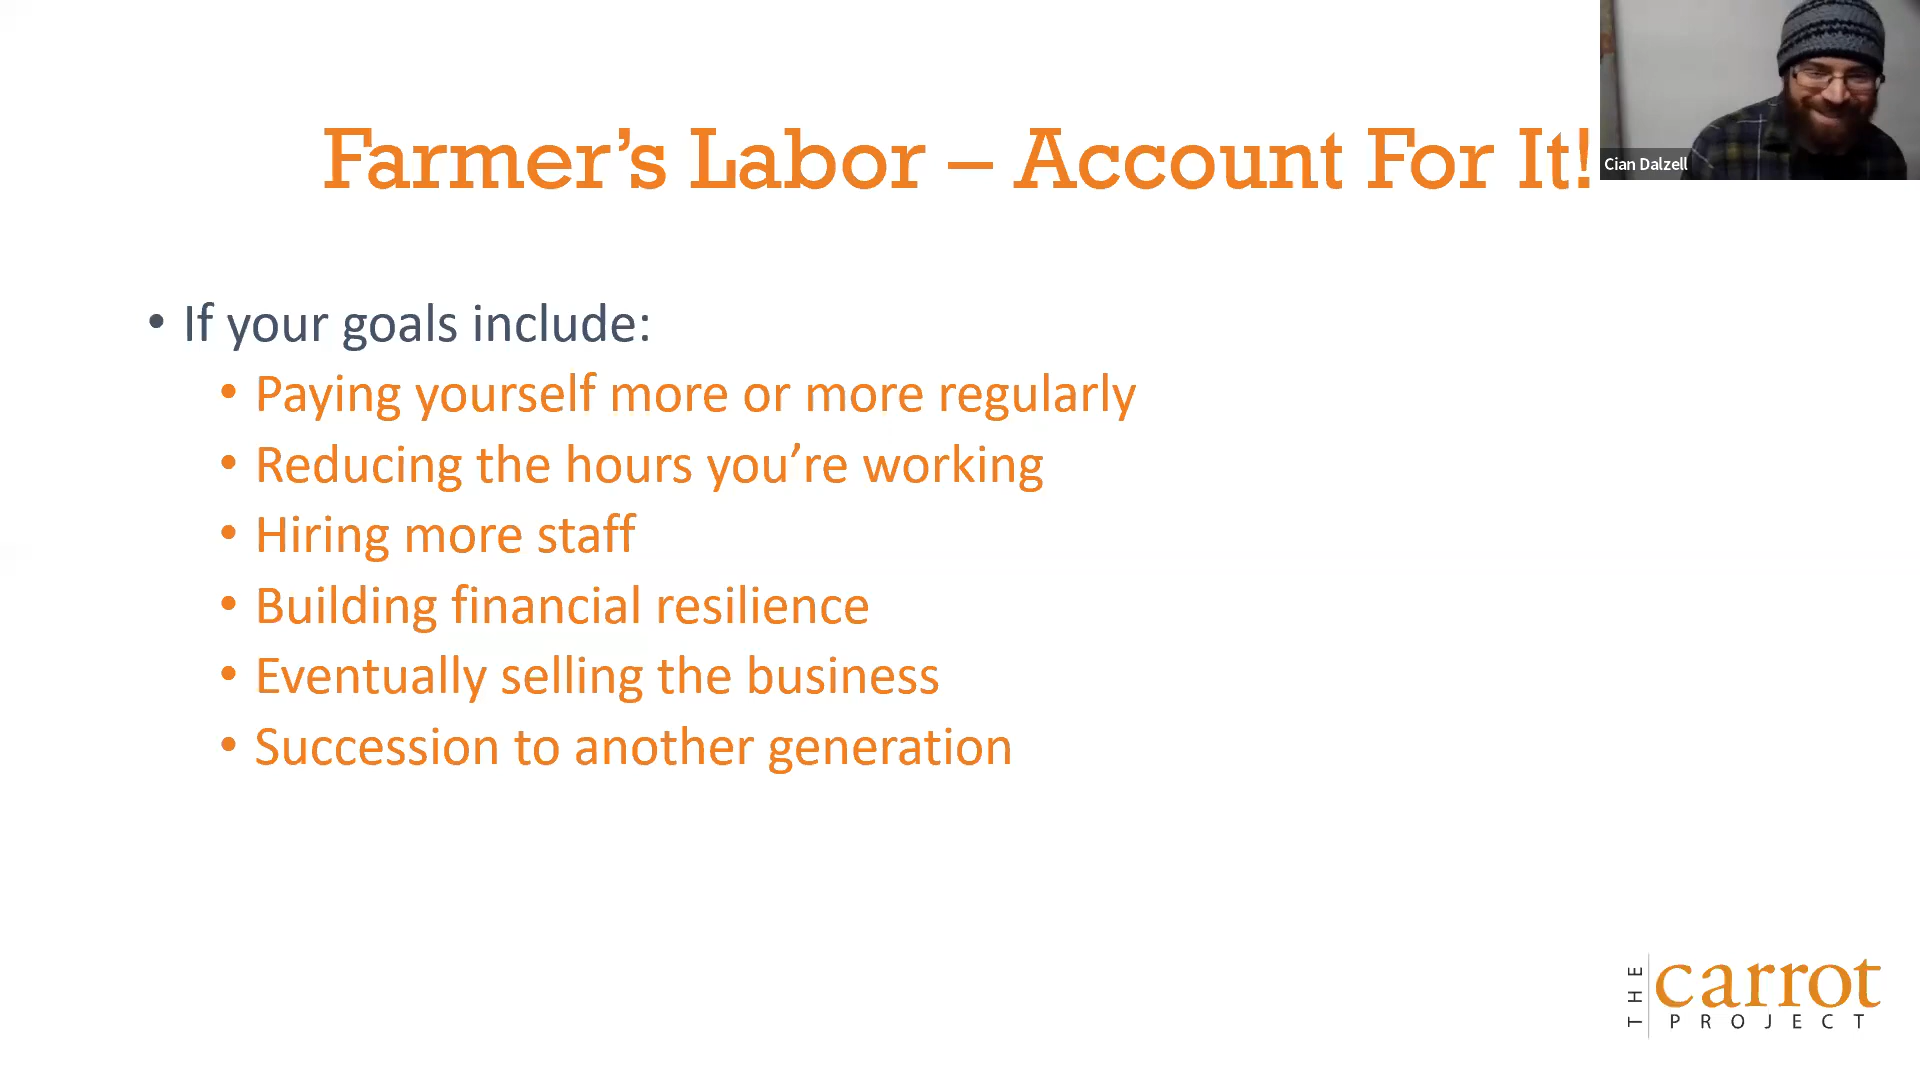 Farmer’s Labor – Account For It!
Cian Dalzell
• If your goals include:
• Paying yourself more or more regularly
• Reducing the hours you’re working
• Hiring more staff
• Building financial resilience
• Eventually selling the business
• Succession to another generation
THE
carrot
PROJECT